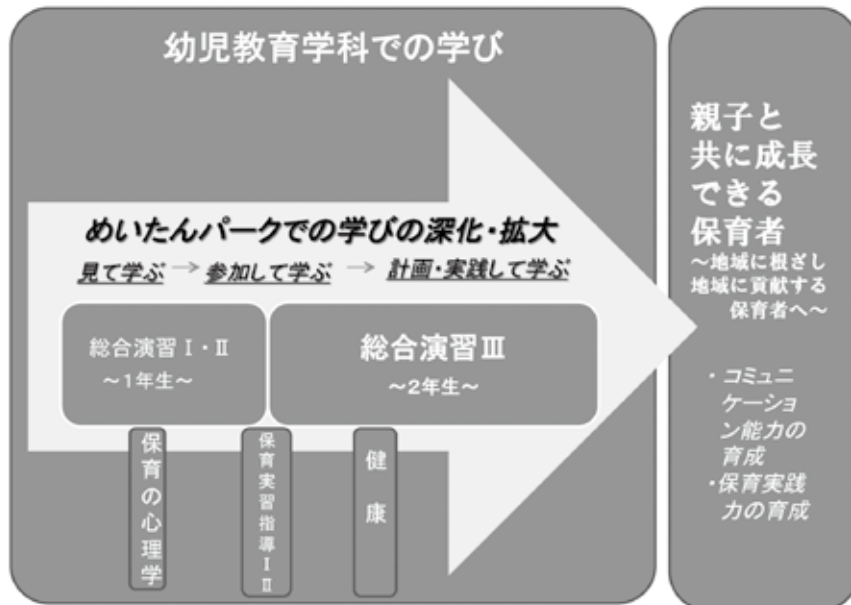 幼児教育学科での学び
めいたんパークでの学びの深化・拡大
見て学ぶ → 参加して学ぶ → 計画・実践して学ぶ
総合演習Ⅰ・Ⅱ
～1年生～
総合演習Ⅲ
～2年生～
保育の心理学
保育実習指導ⅠⅡ
健康
親子と
共に成長
できる
保育者
～地域に根ざし
地域に貢献する
保育者へ～
・コミュニ
ケーショ
ン能力の
育成
・保育実践
力の育成